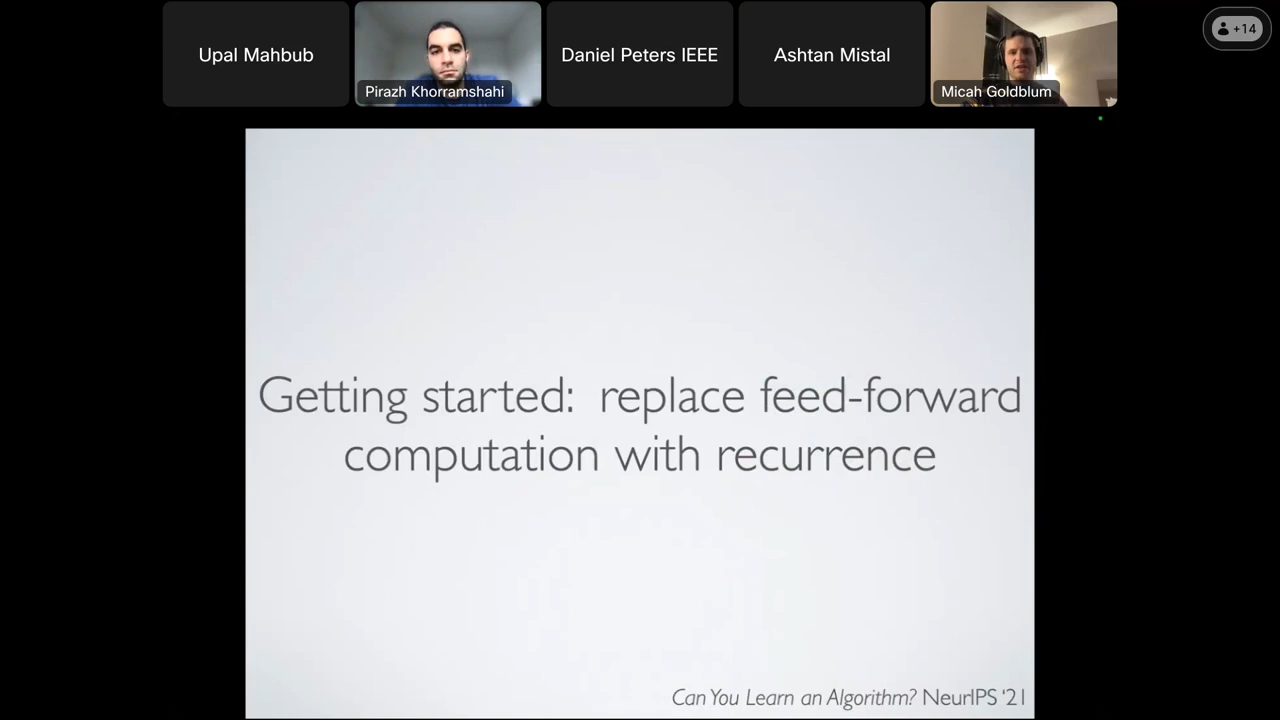 Upal Mahbub
Pirazh Khorramshahi
Daniel Peters IEEE
Ashtan Mistal
Micah Goldblum
+14
Getting started: replace feed-forward
computation with recurrence
Can You Learn an Algorithm? NeurIPS ‘21